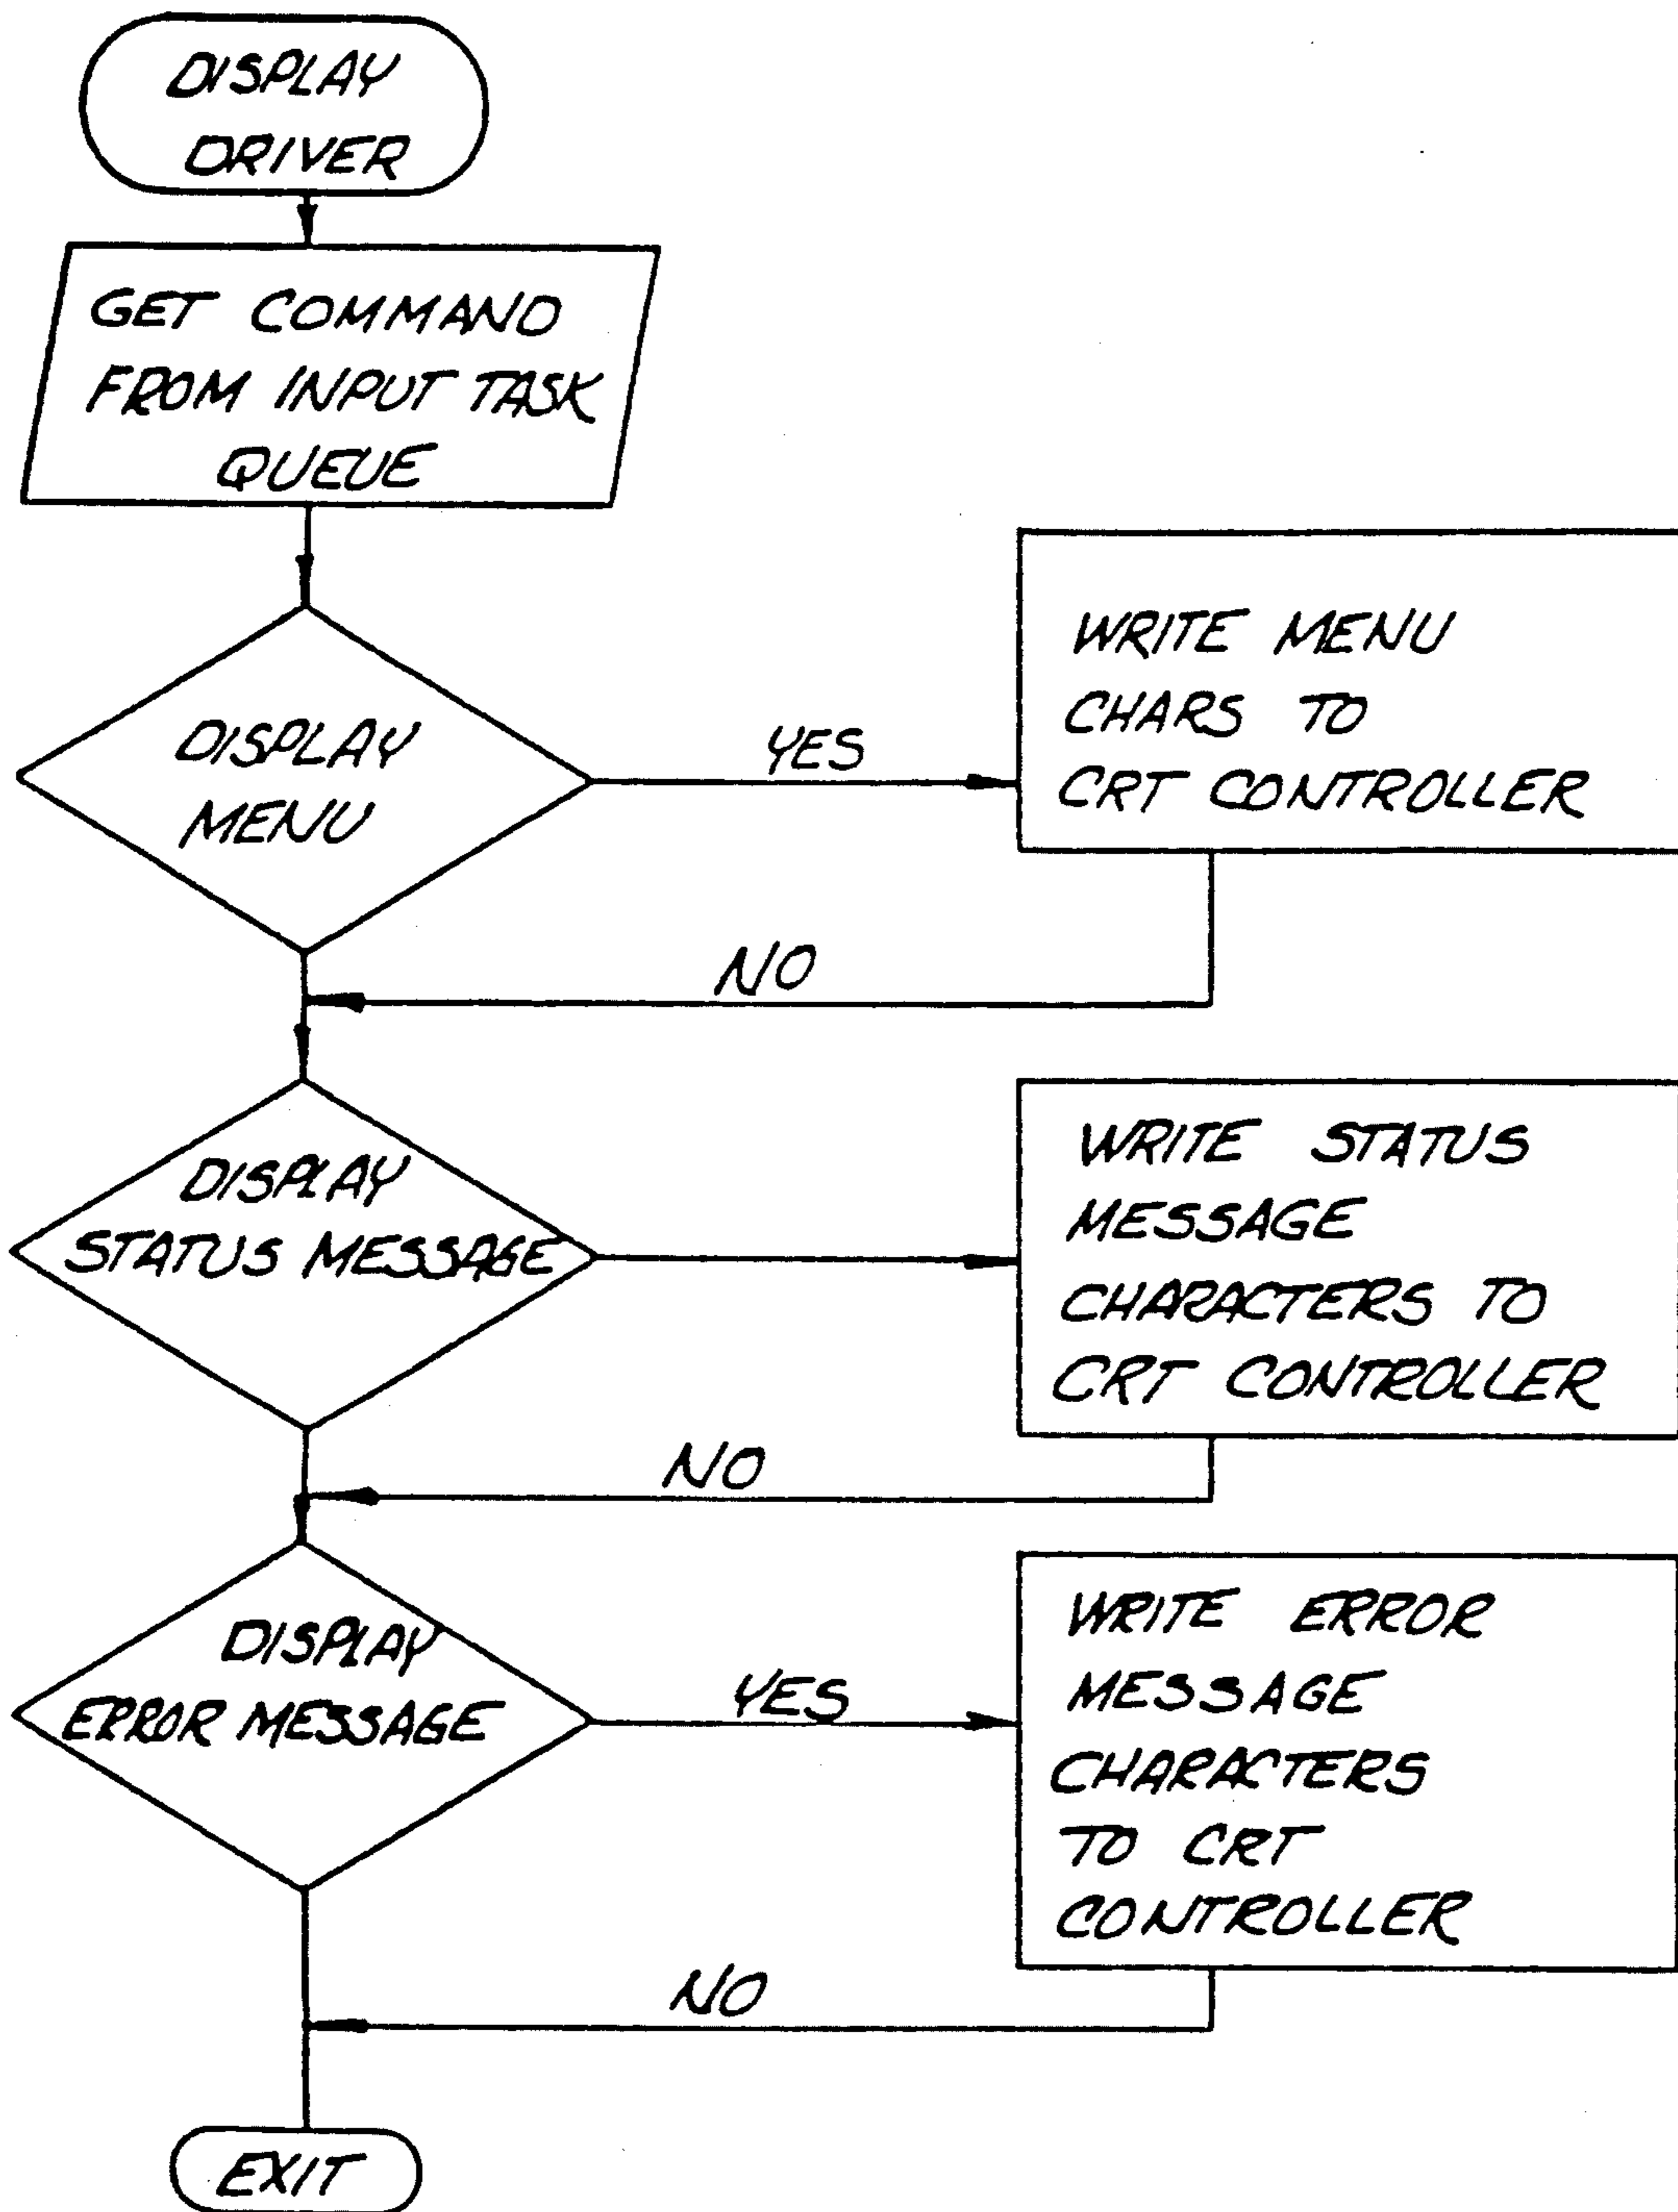 DISPLAY
DRIVER
GET COMMAND
FROM INPUT TASK
QUEUE
DISPLAY
MENU
YES
WRITE MENU
CHARS TO
CRT CONTROLLER
NO
DISPLAY
STATUS MESSAGE
WRITE STATUS
MESSAGE
CHARACTERS TO
CRT CONTROLLER
NO
DISPLAY
ERROR MESSAGE
YES
WRITE ERROR
MESSAGE
CHARACTERS
TO CRT
CONTROLLER
NO
EXIT